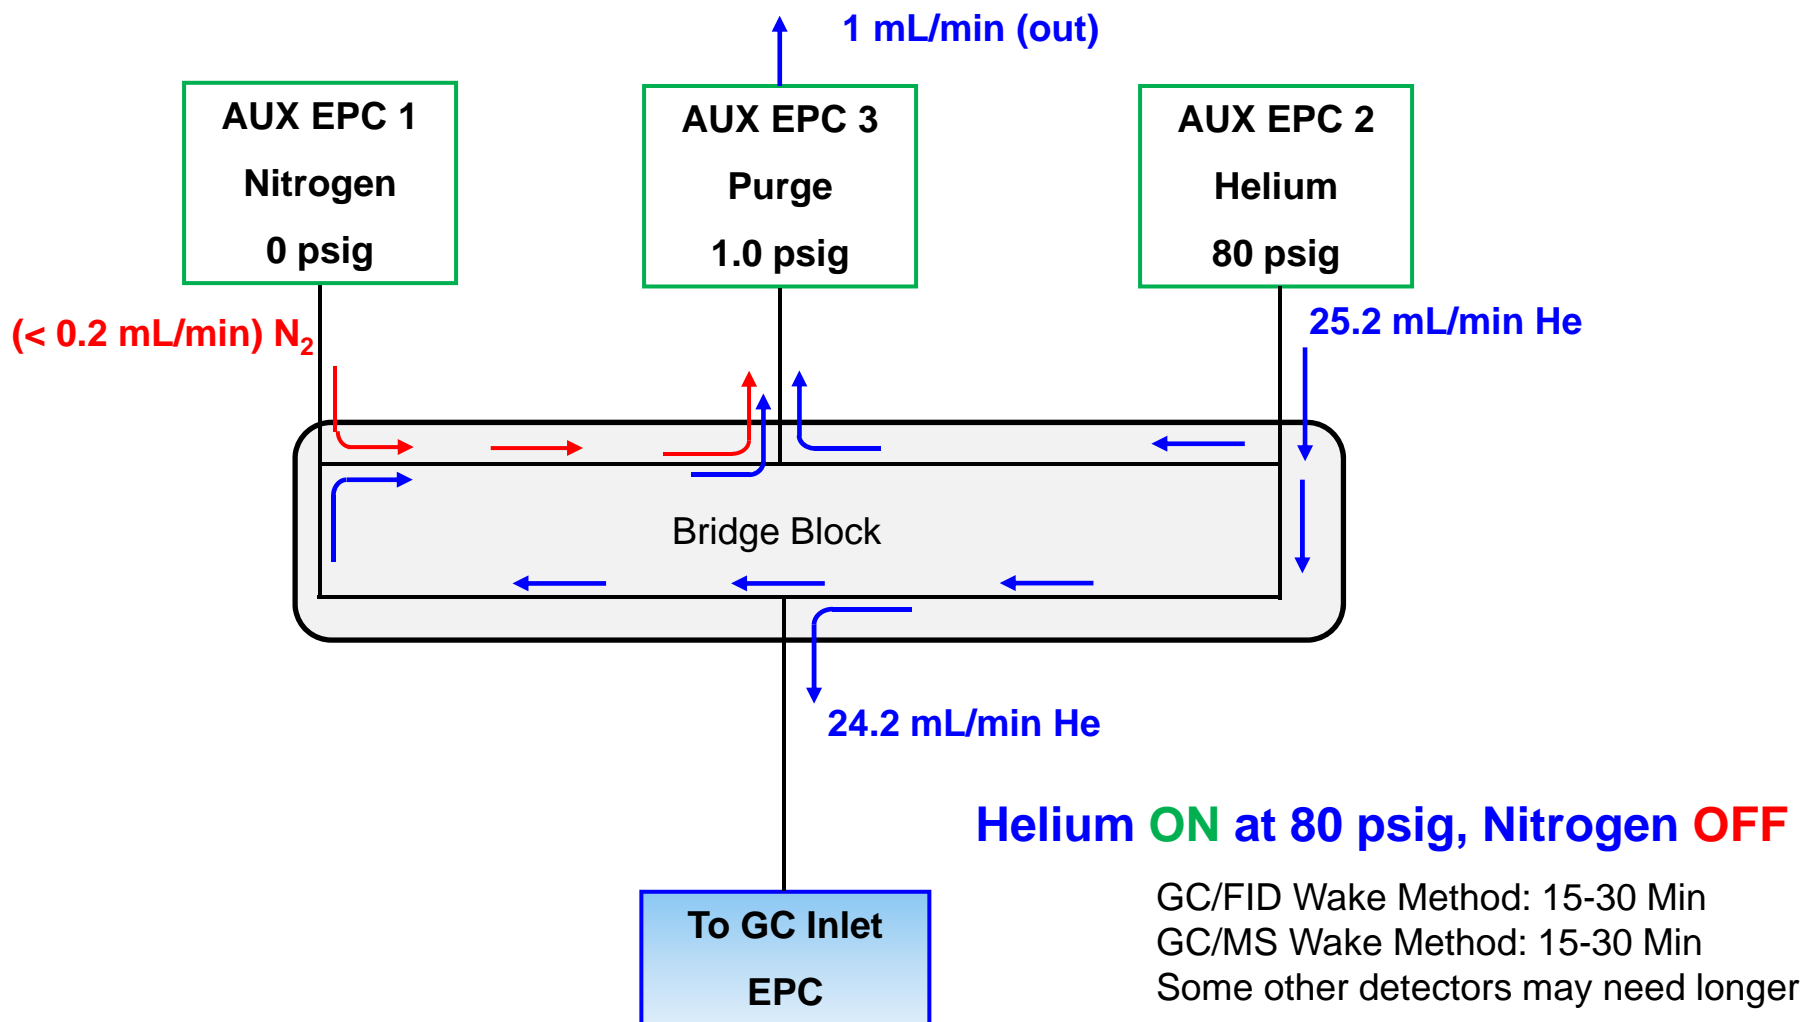 1 mL/min (out)
AUX EPC 1
Nitrogen
0 psig
AUX EPC 3
Purge
1.0 psig
AUX EPC 2
Helium
80 psig
(< 0.2 mL/min) N₂
25.2 mL/min He
Bridge Block
24.2 mL/min He
Helium ON at 80 psig, Nitrogen OFF
GC/FID Wake Method: 15-30 Min
GC/MS Wake Method: 15-30 Min
Some other detectors may need longer
To GC Inlet
EPC